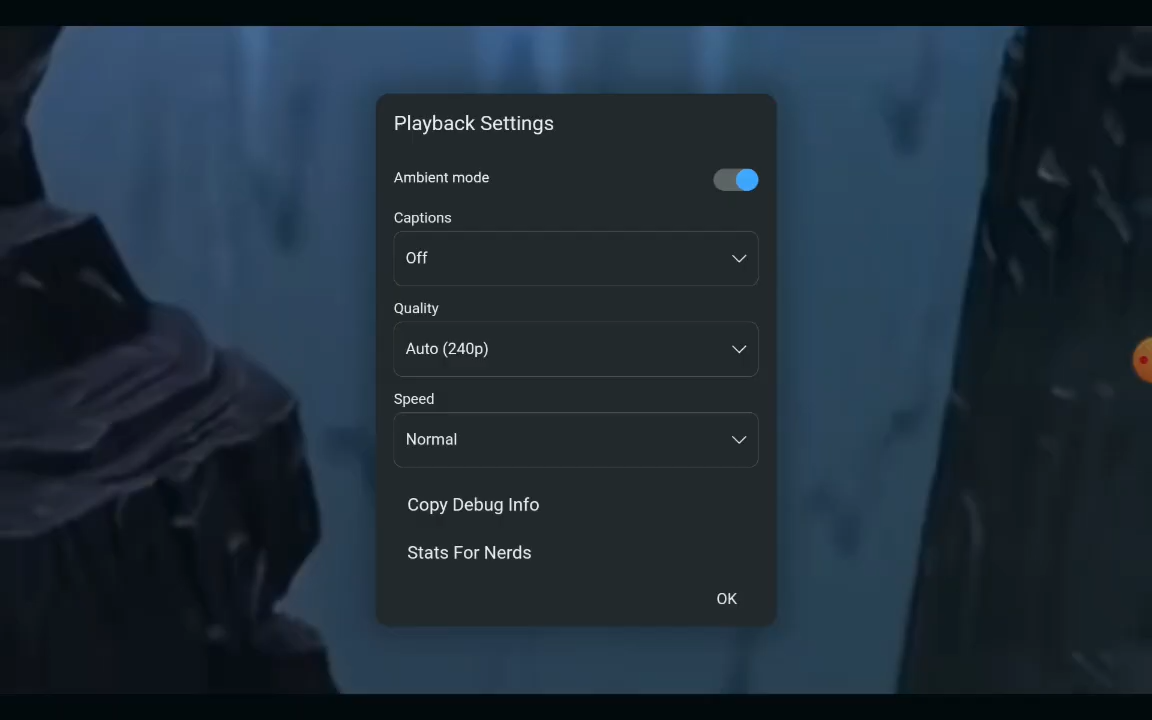 Playback Settings
Ambient mode
Captions
Off
Quality
Auto (240p)
Speed
Normal
Copy Debug Info
Stats For Nerds
OK